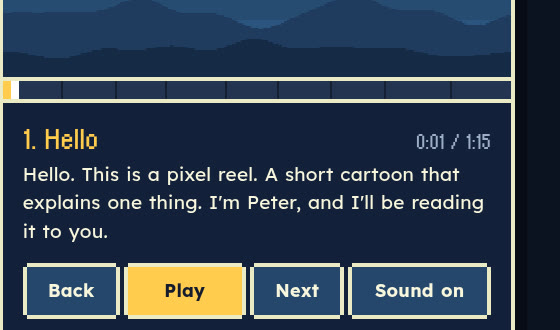 1. Hello
0:01 / 1:15
Hello. This is a pixel reel. A short cartoon that
explains one thing. I'm Peter, and I'll be reading
it to you.
Back
Play
Next
Sound on